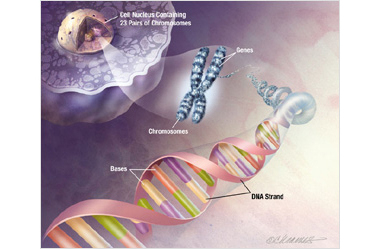 Cell Nucleus Containing
23 Pairs of Chromosomes
Genes
Chromosomes
Bases
DNA Strand